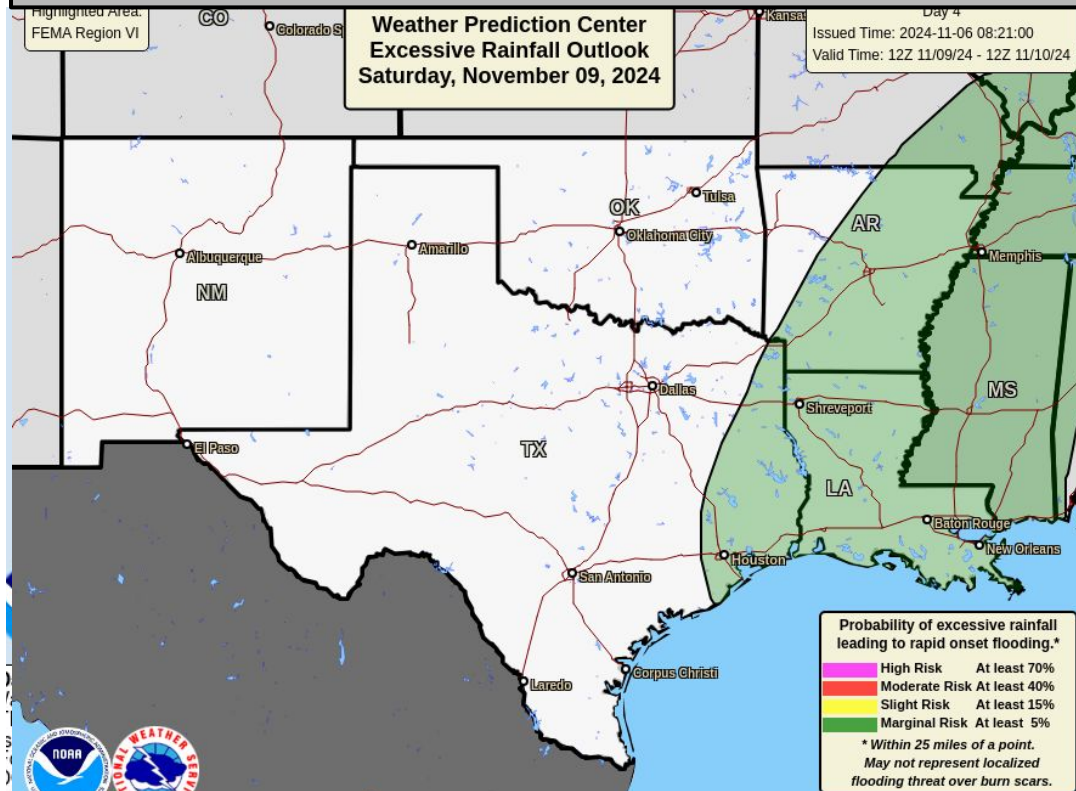 Highlighted Area:
FEMA Region VI
Weather Prediction Center
Excessive Rainfall Outlook
Saturday, November 09, 2024
Day 4
Issued Time: 2024-11-06 08:21:00
Valid Time: 12Z 11/09/24 - 12Z 11/10/24
CO
Colorado Sp
Kansa
Tulsa
OK
Oklahoma City
AR
Albuquerque
Amarillo
Memphis
NM
Dallas
MS
Shreveport
El Paso
TX
LA
Baton Rouge
New Orleans
Houston
San Antonio
Corpus Christi
Laredo
Probability of excessive rainfall
leading to rapid onset flooding.*
High Risk At least 70%
Moderate Risk At least 40%
Slight Risk At least 15%
Marginal Risk At least 5%
* Within 25 miles of a point.
May not represent localized
flooding threat over burn scars.
NOAA